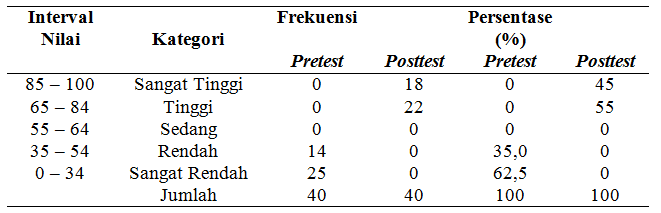 Interval Nilai Kategori Frekuensi Persentase (%)
Pretest Posttest Pretest Posttest
85 – 100 Sangat Tinggi 0 18 0 45
65 – 84 Tinggi 0 22 0 55
55 – 64 Sedang 0 0 0 0
35 – 54 Rendah 14 0 35,0 0
0 – 34 Sangat Rendah 25 0 62,5 0
Jumlah 40 40 100 100